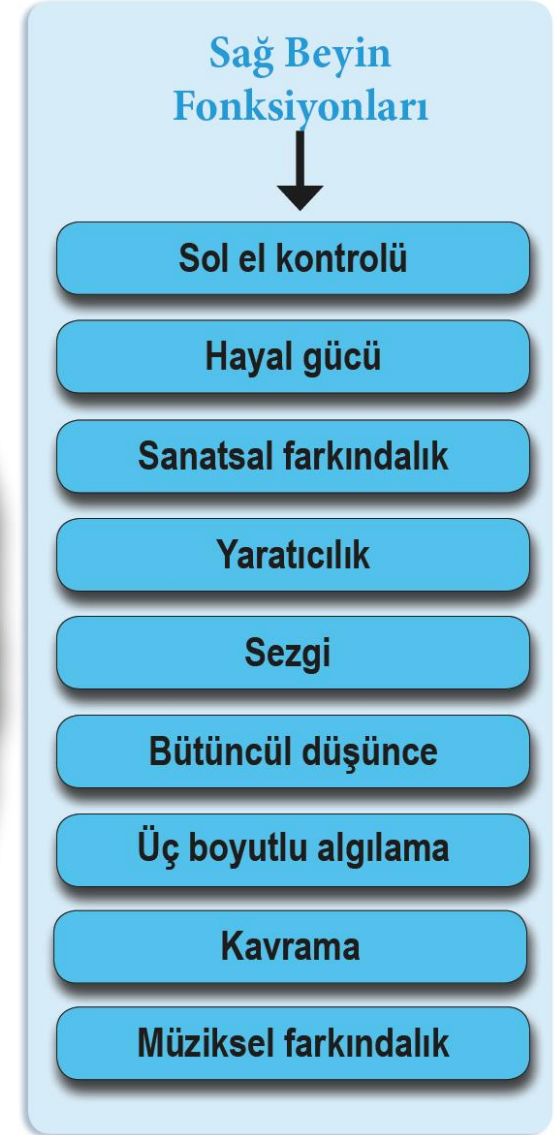 Sağ Beyin
Fonksiyonları
Sol el kontrolü
Hayal gücü
Sanatsal farkındalık
Yaratıcılık
Sezgi
Bütüncül düşünce
Üç boyutlu algılama
Kavrama
Müziksel farkındalık